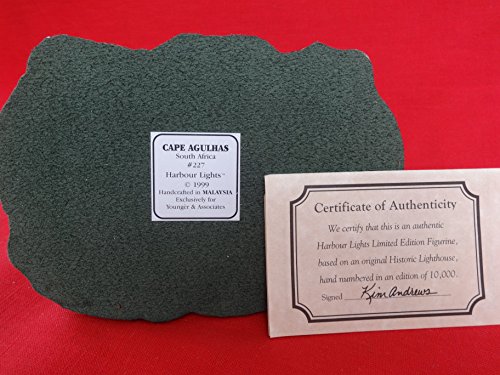 CAPE AGULHAS
South Africa
#227
Harbour Lights™
© 1999
Handcrafted in MALAYSIA
Exclusively for
Younger & Associates
Certificate of Authenticity
We certify that this is an authentic
Harbour Lights Limited Edition Figurine,
based on an original Historic Lighthouse,
hand numbered in an edition of 10,000.
Signed Kim Andrews